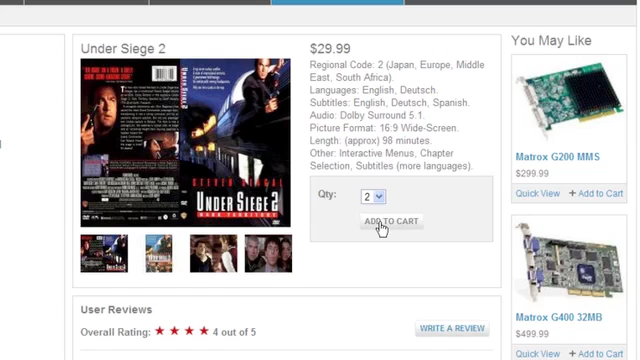 Under Siege 2
STEVEN SEAGAL
UNDER SIEGE 2
DARK TERRITORY
$29.99
Regional Code: 2 (Japan, Europe, Middle
East, South Africa).
Languages: English, Deutsch.
Subtitles: English, Deutsch, Spanish.
Audio: Dolby Surround 5.1.
Picture Format: 16:9 Wide-Screen.
Length: (approx) 98 minutes.
Other: Interactive Menus, Chapter
Selection, Subtitles (more languages).
Qty:
2
ADD TO CART
User Reviews
Overall Rating:
4 out of 5
WRITE A REVIEW
You May Like
Matrox G200 MMS
$299.99
Quick View
+ Add to Cart
Matrox G400 32MB
$499.99
Quick View
+ Add to Cart